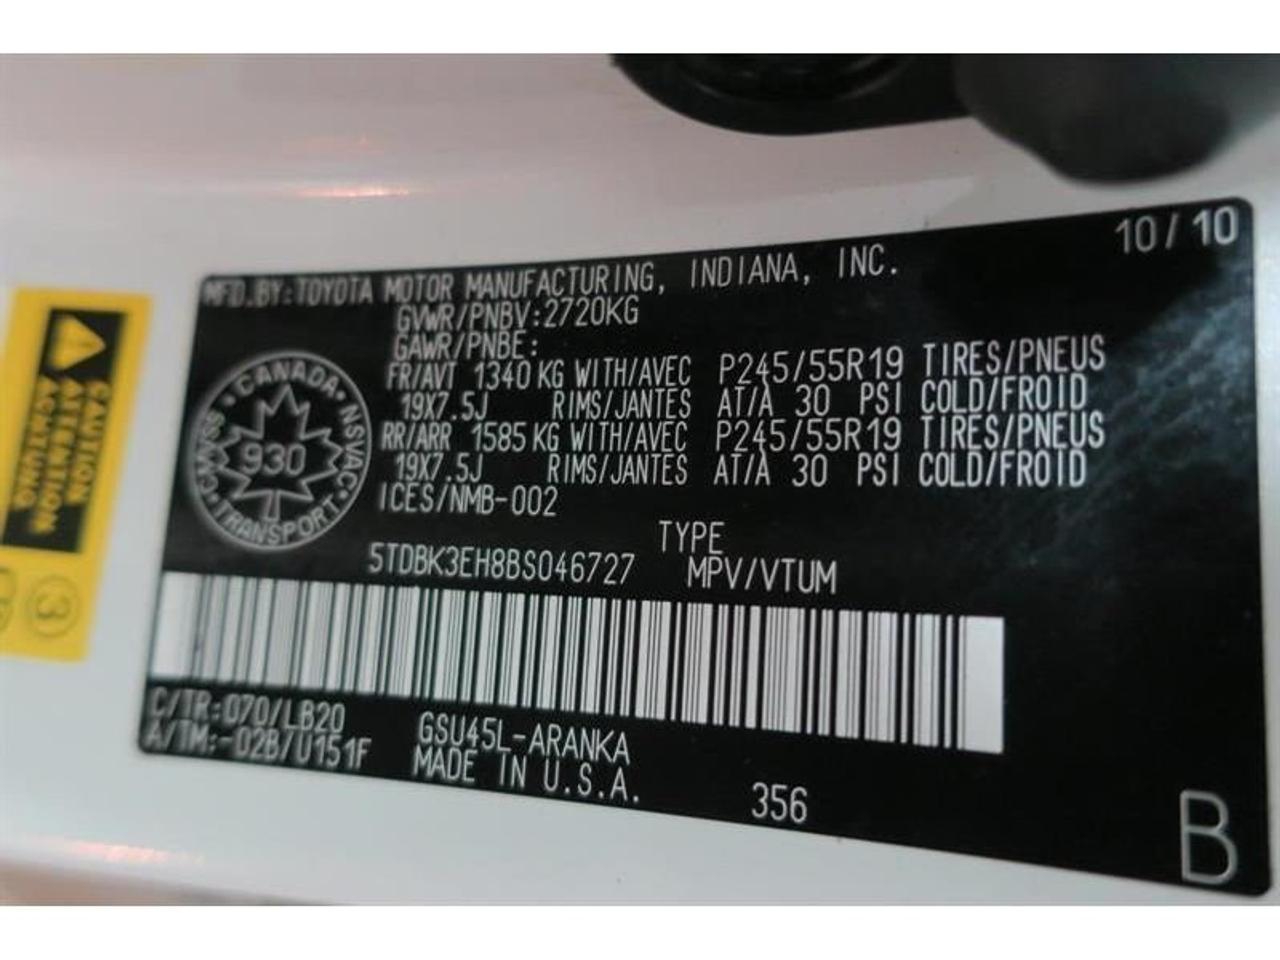 10/10
MFD.BY:TOYOTA MOTOR MANUFACTURING, INDIANA, INC.
GVWR/PNBV:2720KG
GAWR/PNBE:
FR/AVT 1340 KG WITH/AVEC P245/55R19 TIRES/PNEUS
19X7.5J RIMS/JANTES AT/A 30 PSI COLD/FROID
RR/ARR 1585 KG WITH/AVEC P245/55R19 TIRES/PNEUS
19X7.5J RIMS/JANTES AT/A 30 PSI COLD/FROID
ICES/NMB-002
CANADA · NSVAC · TRANSPORT · CMVSS
930
TYPE
5TDBK3EH8BS046727 MPV/VTUM
C/TR:070/LB20 GSU45L-ARANKA
A/TM:-02B/U151F MADE IN U.S.A.
356
B
CAUTION
ATTENTION
ACHTUNG
3